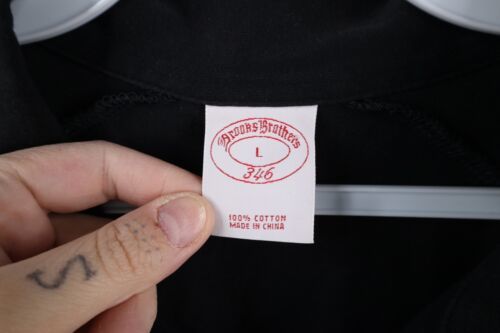 Brooks Brothers
L
346
100% COTTON
MADE IN CHINA
S